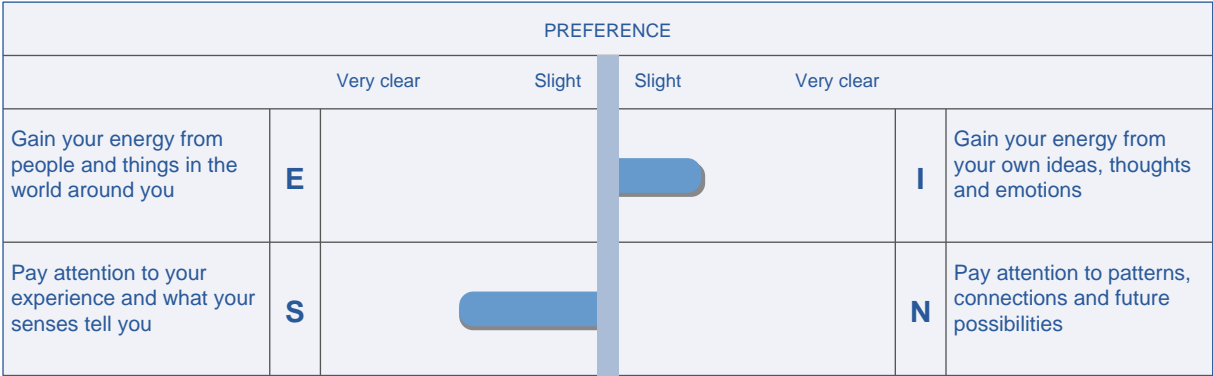 PREFERENCE
Very clear Slight Slight Very clear
Gain your energy from
people and things in the
world around you
E
I
Gain your energy from
your own ideas, thoughts
and emotions
Pay attention to your
experience and what your
senses tell you
S
N
Pay attention to patterns,
connections and future
possibilities